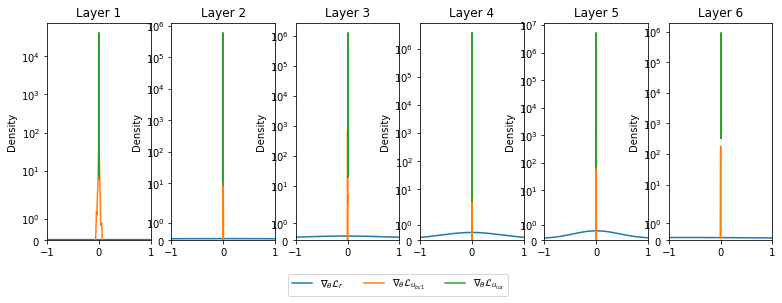 Layer 1 Layer 2 Layer 3 Layer 4 Layer 5 Layer 6
Density 10⁴ 10³ 10² 10¹ 10⁰ 0
Density 10⁶ 10⁵ 10⁴ 10³ 10² 10¹ 10⁰ 0
Density 10⁶ 10⁵ 10⁴ 10³ 10² 10¹ 10⁰ 0
Density 10⁶ 10⁵ 10⁴ 10³ 10² 10¹ 10⁰ 0
Density 10⁷ 10⁶ 10⁵ 10⁴ 10³ 10² 10¹ 10⁰ 0
Density 10⁶ 10⁵ 10⁴ 10³ 10² 10¹ 10⁰ 0
−1 0 1 −1 0 1 −1 0 1 −1 0 1 −1 0 1 −1 0 1
∇θℒr ∇θℒu_bc1 ∇θℒu_ics